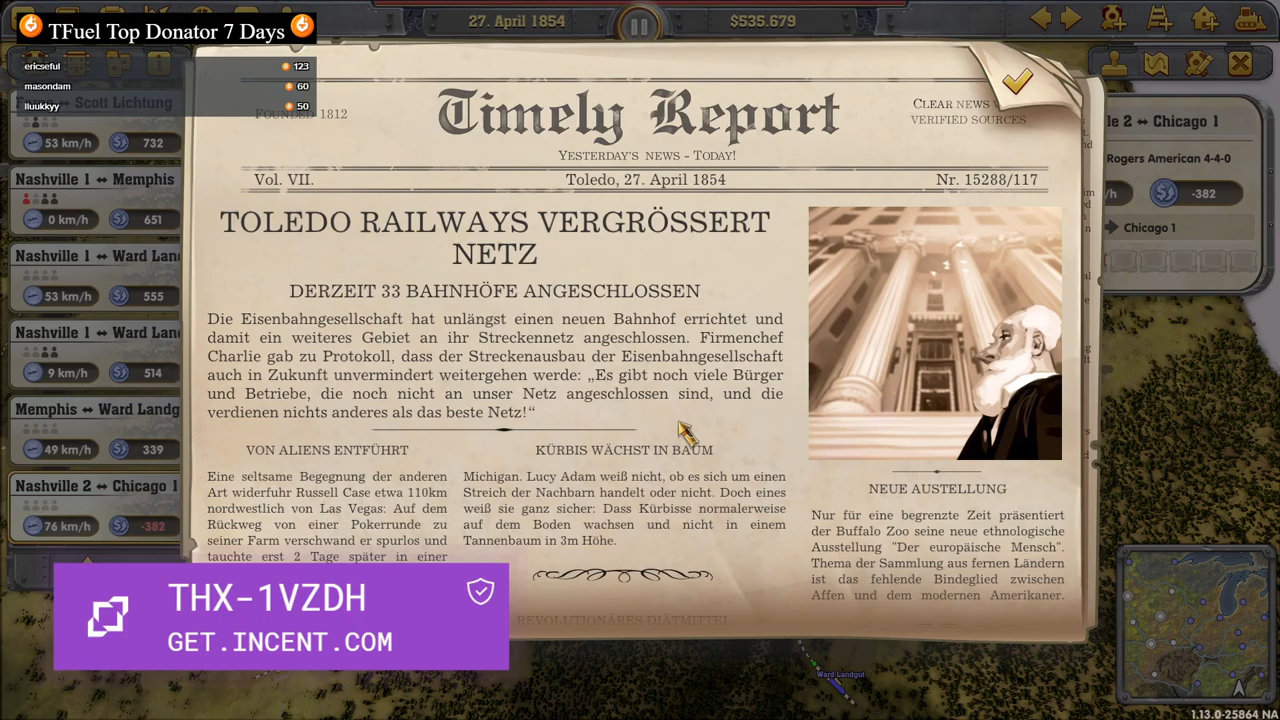 TFuel Top Donator 7 Days
ericseful 123
masondam 60
lluukkyy 50
27. April 1854
$535.679
Scott Lichtung
53 km/h 732
Nashville 1 ↔ Memphis
0 km/h 651
Nashville 1 ↔ Ward Lan
53 km/h 555
Nashville 1 ↔ Ward Land
9 km/h 514
Memphis ↔ Ward Landg
49 km/h 339
Nashville 2 ↔ Chicago 1
76 km/h -382
Founded 1812
Timely Report
Clear news
verified sources
Yesterday's news - Today!
Vol. VII.
Toledo, 27. April 1854
Nr. 15288/117
TOLEDO RAILWAYS VERGRÖSSERT
NETZ
DERZEIT 33 BAHNHÖFE ANGESCHLOSSEN
Die Eisenbahngesellschaft hat unlängst einen neuen Bahnhof errichtet und
damit ein weiteres Gebiet an ihr Streckennetz angeschlossen. Firmenchef
Charlie gab zu Protokoll, dass der Streckenausbau der Eisenbahngesellschaft
auch in Zukunft unvermindert weitergehen werde: „Es gibt noch viele Bürger
und Betriebe, die noch nicht an unser Netz angeschlossen sind, und die
verdienen nichts anderes als das beste Netz!“
VON ALIENS ENTFÜHRT
Eine seltsame Begegnung der anderen
Art widerfuhr Russell Case etwa 110km
nordwestlich von Las Vegas: Auf dem
Rückweg von einer Pokerrunde zu
seiner Farm verschwand er spurlos und
tauchte erst 2 Tage später in einer
KÜRBIS WÄCHST IN BAUM
Michigan. Lucy Adam weiß nicht, ob es sich um einen
Streich der Nachbarn handelt oder nicht. Doch eines
weiß sie ganz sicher: Dass Kürbisse normalerweise
auf dem Boden wachsen und nicht in einem
Tannenbaum in 3m Höhe.
REVOLUTIONÄRES DIÄTMITTEL
NEUE AUSTELLUNG
Nur für eine begrenzte Zeit präsentiert
der Buffalo Zoo seine neue ethnologische
Ausstellung "Der europäische Mensch".
Thema der Sammlung aus fernen Ländern
ist das fehlende Bindeglied zwischen
Affen und dem modernen Amerikaner.
le 2 ↔ Chicago 1
Rogers American 4-4-0
/h -382
Chicago 1
THX-1VZDH
GET.INCENT.COM
Ward Landgut
1.13.0-25864 NA